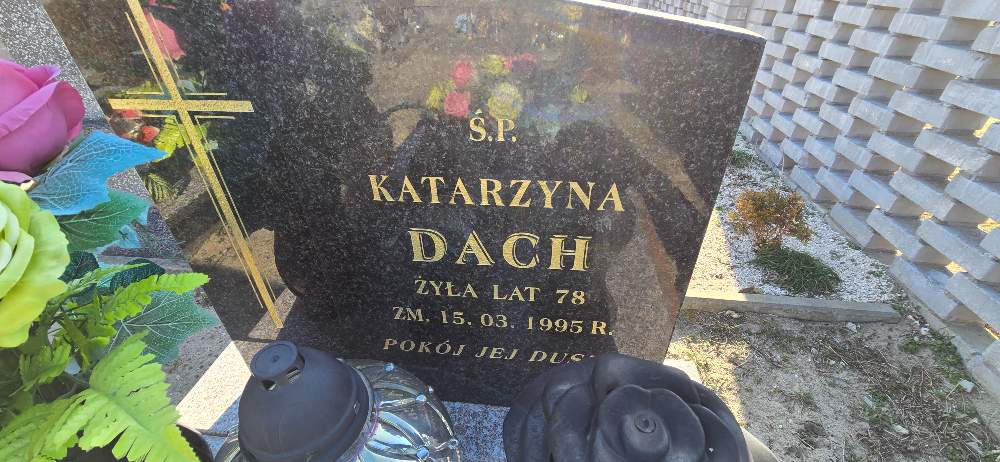 Ś.P.
KATARZYNA
DACH
ŻYŁA LAT 78
ZM. 15. 03. 1995 R.
POKÓJ JEJ